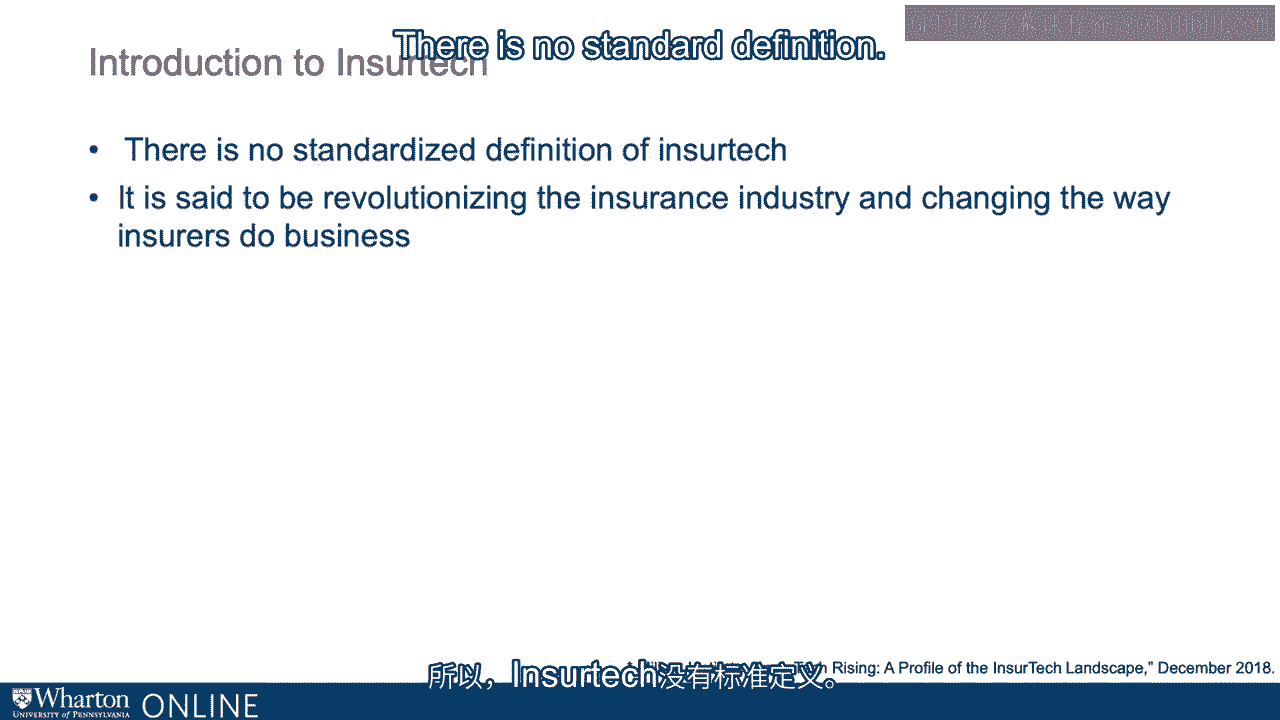 There is no standard definition.
Introduction to Insurtech
• There is no standardized definition of insurtech
• It is said to be revolutionizing the insurance industry and changing the way
insurers do business
Rising: A Profile of the InsurTech Landscape," December 2018.
所以，Insurtech没有标准定义。
Wharton
UNIVERSITY of PENNSYLVANIA
ONLINE